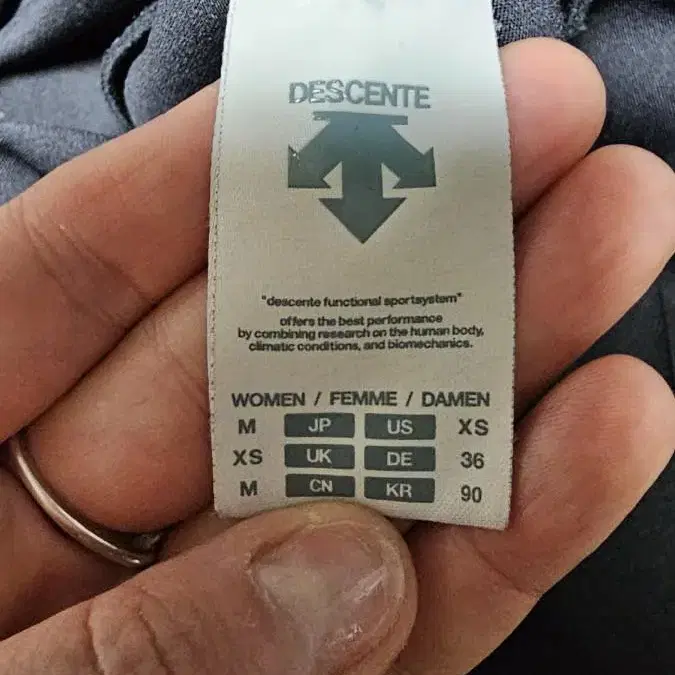 DESCENTE
"descente functional sportsystem"
offers the best performance
by combining research on the human body,
climatic conditions, and biomechanics.
WOMEN / FEMME / DAMEN
M JP US XS
XS UK DE 36
M CN KR 90